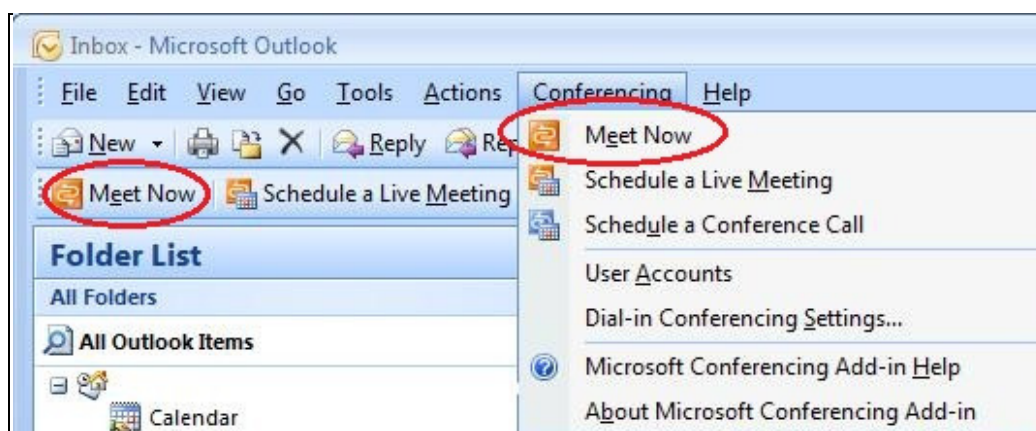 Inbox - Microsoft Outlook
File Edit View Go Tools Actions Conferencing Help
New Reply
Meet Now Schedule a Live Meeting
Meet Now
Schedule a Live Meeting
Schedule a Conference Call
User Accounts
Dial-in Conferencing Settings...
Microsoft Conferencing Add-in Help
About Microsoft Conferencing Add-in
Folder List
All Folders
All Outlook Items
Calendar